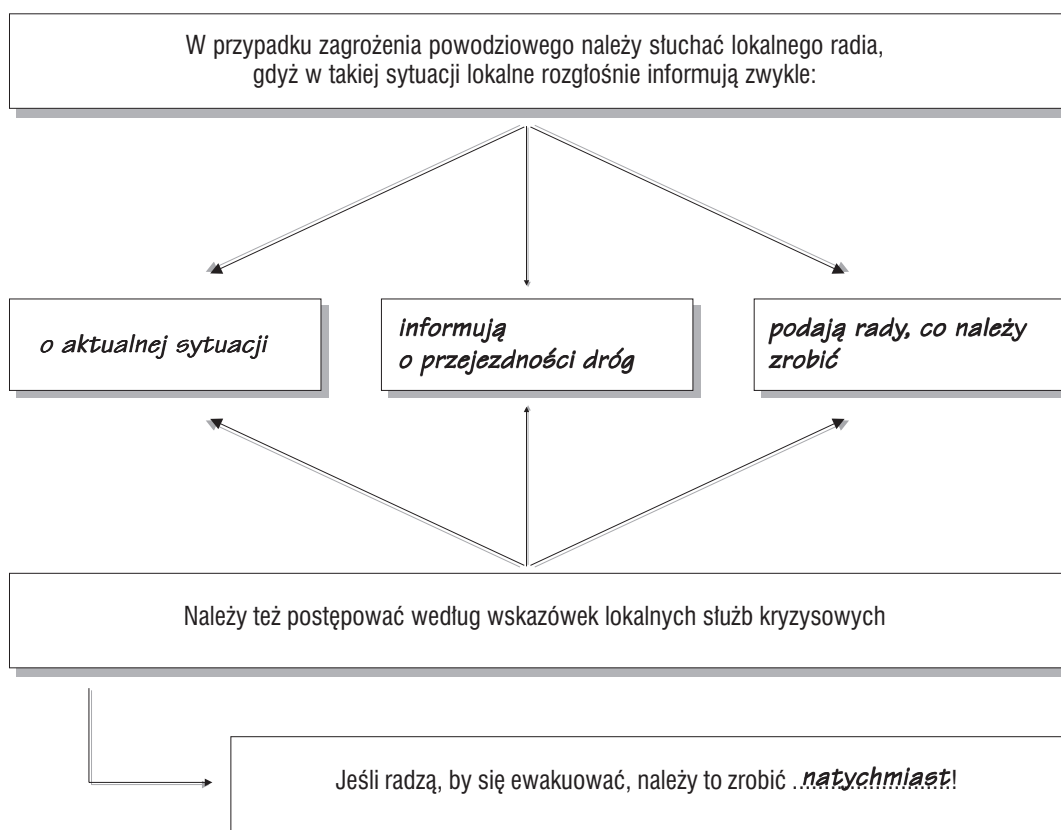 W przypadku zagrożenia powodziowego należy słuchać lokalnego radia,
gdyż w takiej sytuacji lokalne rozgłośnie informują zwykle:
o aktualnej sytuacji
informują
o przejezdności dróg
podają rady, co należy
zrobić
Należy też postępować według wskazówek lokalnych służb kryzysowych
Jeśli radzą, by się ewakuować, należy to zrobić ..natychmiast!